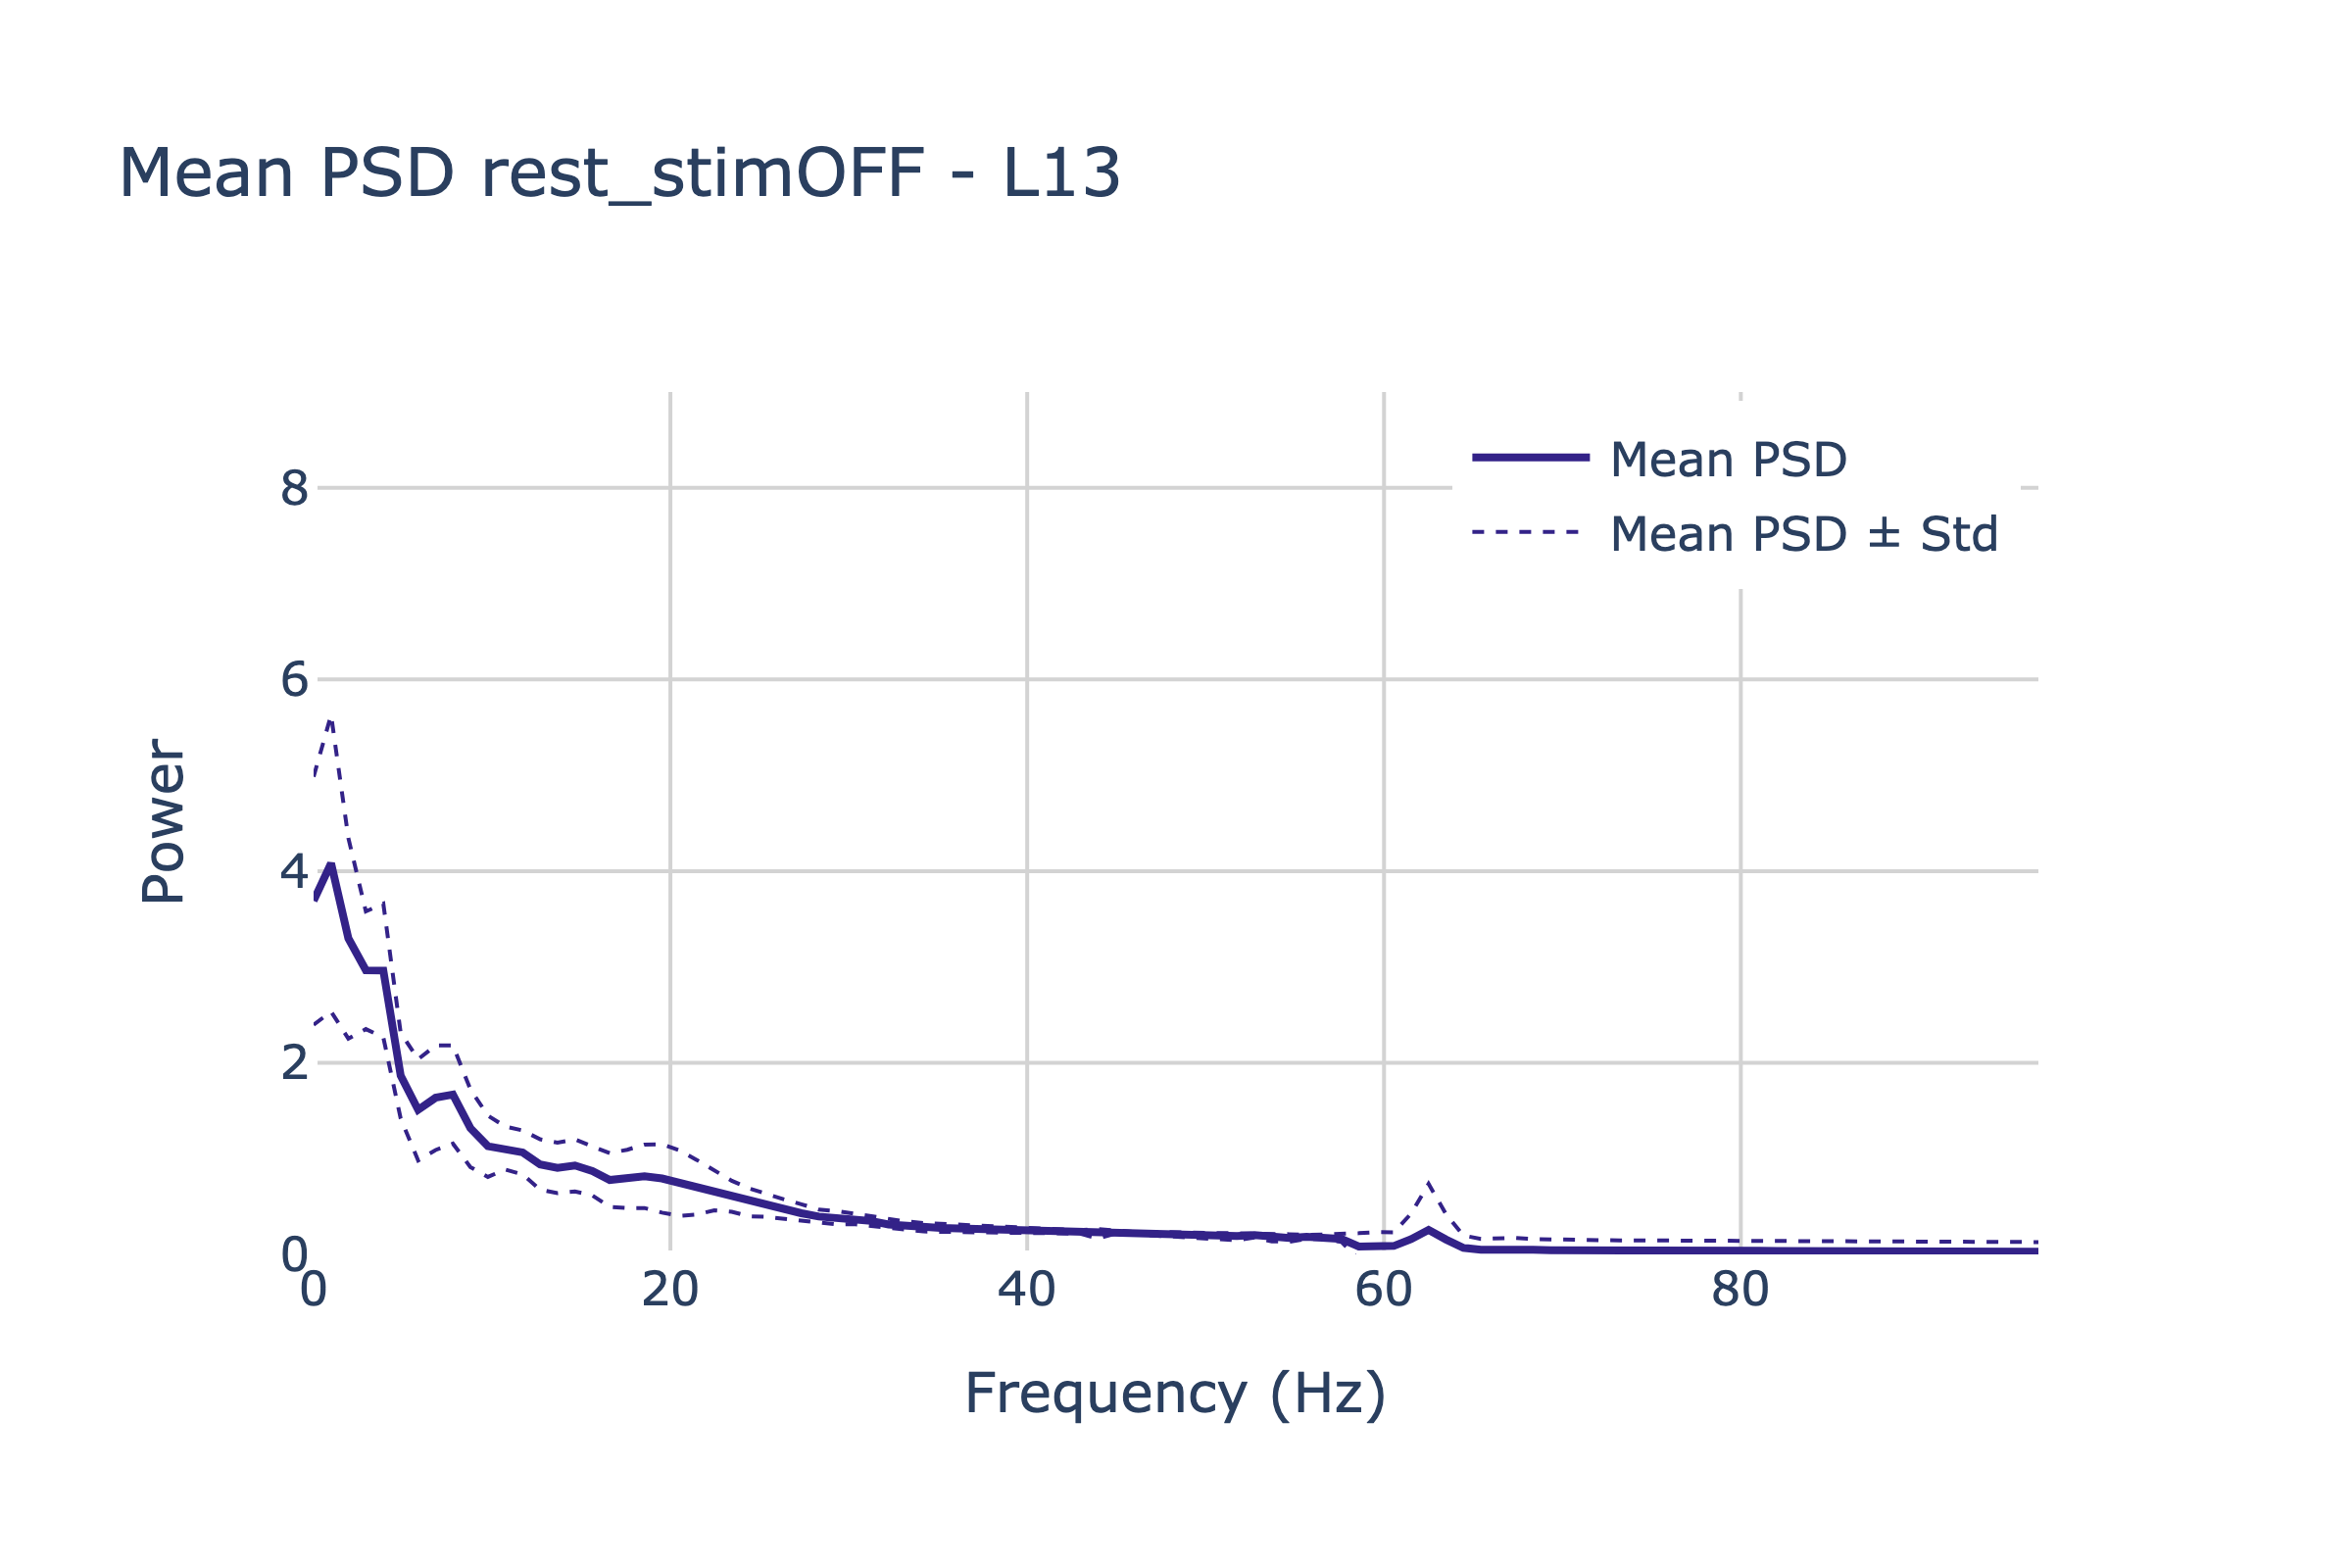 Mean PSD rest_stimOFF - L13
Mean PSD
Mean PSD ± Std
8
6
4
2
0
Power
0 20 40 60 80
Frequency (Hz)